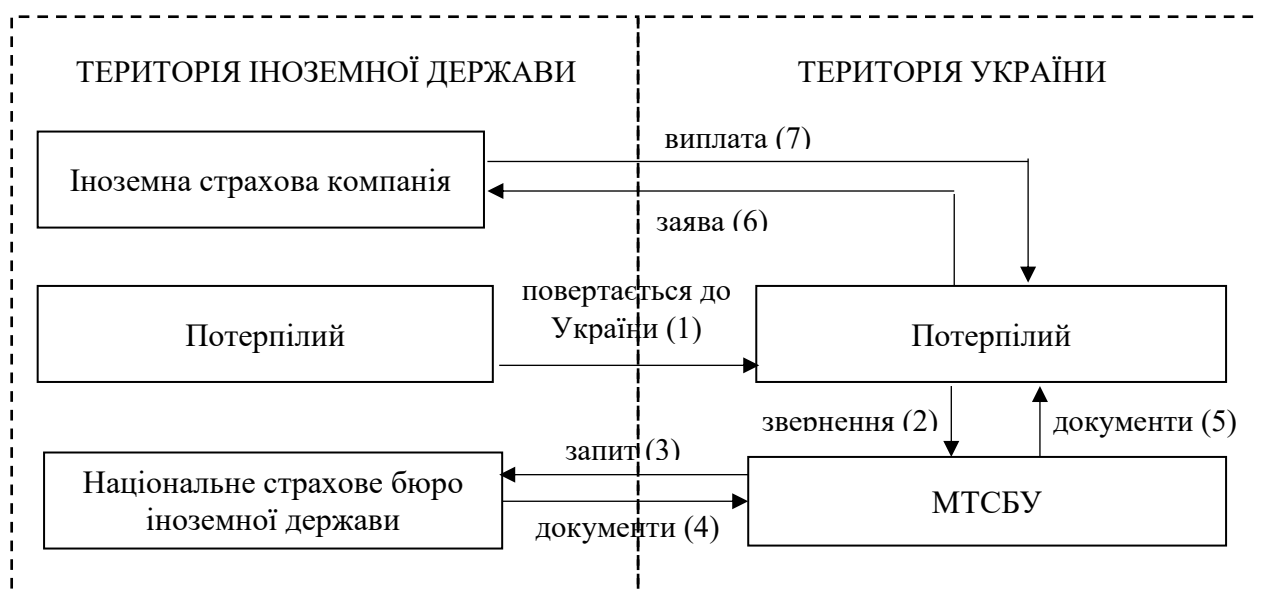 ТЕРИТОРІЯ ІНОЗЕМНОЇ ДЕРЖАВИ
ТЕРИТОРІЯ УКРАЇНИ
виплата (7)
Іноземна страхова компанія
заява (6)
повертається до
України (1)
Потерпілий
Потерпілий
звернення (2)
документи (5)
запит (3)
Національне страхове бюро
іноземної держави
МТСБУ
документи (4)